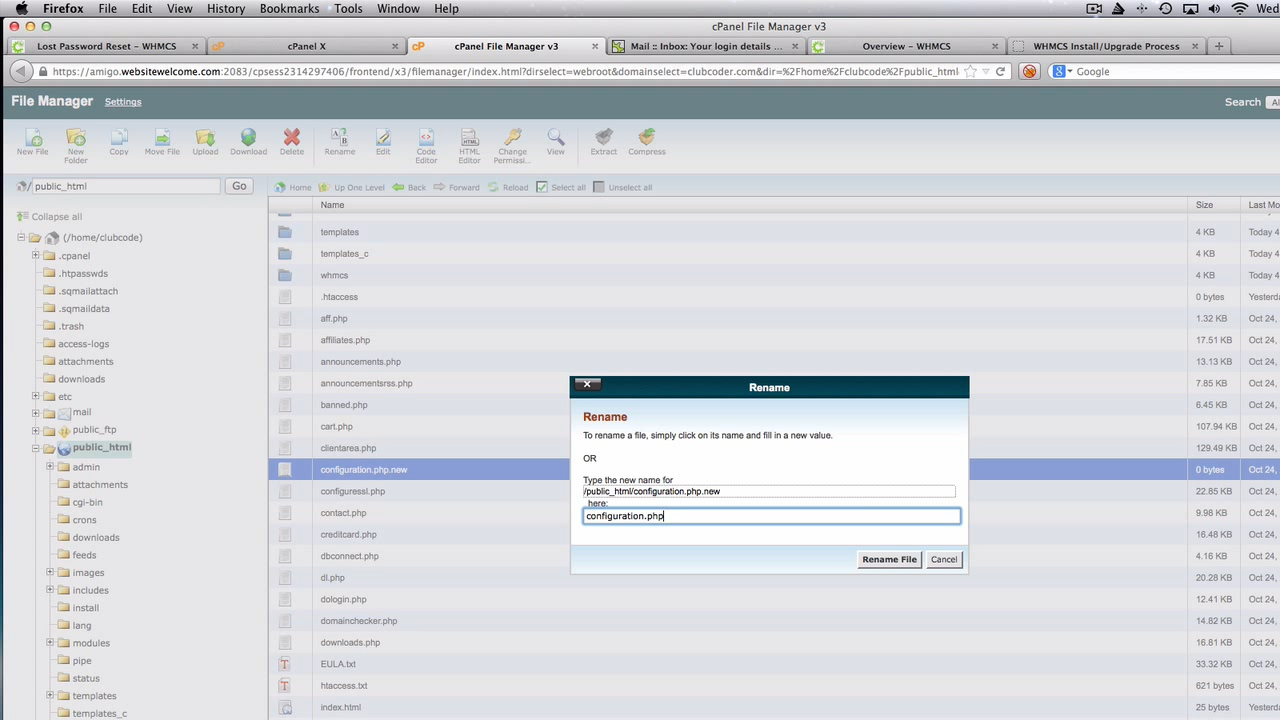 Firefox File Edit View History Bookmarks Tools Window Help Wed
cPanel File Manager v3
Lost Password Reset - WHMCS × cPanel X × cPanel File Manager v3 × Mail :: Inbox: Your login details ... × Overview - WHMCS × WHMCS Install/Upgrade Process × +
https://amigo.websitewelcome.com:2083/cpsess2314297406/frontend/x3/filemanager/index.html?dirselect=webroot&domainselect=clubcoder.com&dir=%2Fhome%2Fclubcode%2Fpublic_html Google
File Manager Settings Search Al
New File New Folder Copy Move File Upload Download Delete Rename Edit Code Editor HTML Editor Change Permissi... View Extract Compress
/ public_html Go Home Up One Level Back Forward Reload Select all Unselect all
Collapse all
(/home/clubcode)
.cpanel
.htpasswds
.sqmailattach
.sqmaildata
.trash
access-logs
attachments
downloads
etc
mail
public_ftp
public_html
admin
attachments
cgi-bin
crons
downloads
feeds
images
includes
install
lang
modules
pipe
status
templates
templates_c
Name Size Last Mo
templates 4 KB Today 4
templates_c 4 KB Today 4
whmcs 4 KB Today 4
.htaccess 0 bytes Yesterd
aff.php 1.32 KB Oct 24,
affiliates.php 17.51 KB Oct 24,
announcements.php 13.13 KB Oct 24,
announcementsrss.php 7.85 KB Oct 24,
banned.php 6.45 KB Oct 24,
cart.php 107.94 KB Oct 24,
clientarea.php 129.49 KB Oct 24,
configuration.php.new 0 bytes Oct 24,
configuressl.php 22.85 KB Oct 24,
contact.php 9.98 KB Oct 24,
creditcard.php 16.48 KB Oct 24,
dbconnect.php 4.16 KB Oct 24,
dl.php 20.28 KB Oct 24,
dologin.php 12.41 KB Oct 24,
domainchecker.php 14.82 KB Oct 24,
downloads.php 16.81 KB Oct 24,
EULA.txt 33.32 KB Oct 24,
htaccess.txt 621 bytes Oct 24,
index.html 25 bytes Yesterd
Rename
Rename
To rename a file, simply click on its name and fill in a new value.
OR
Type the new name for
/public_html/configuration.php.new
here:
configuration.php
Rename File Cancel